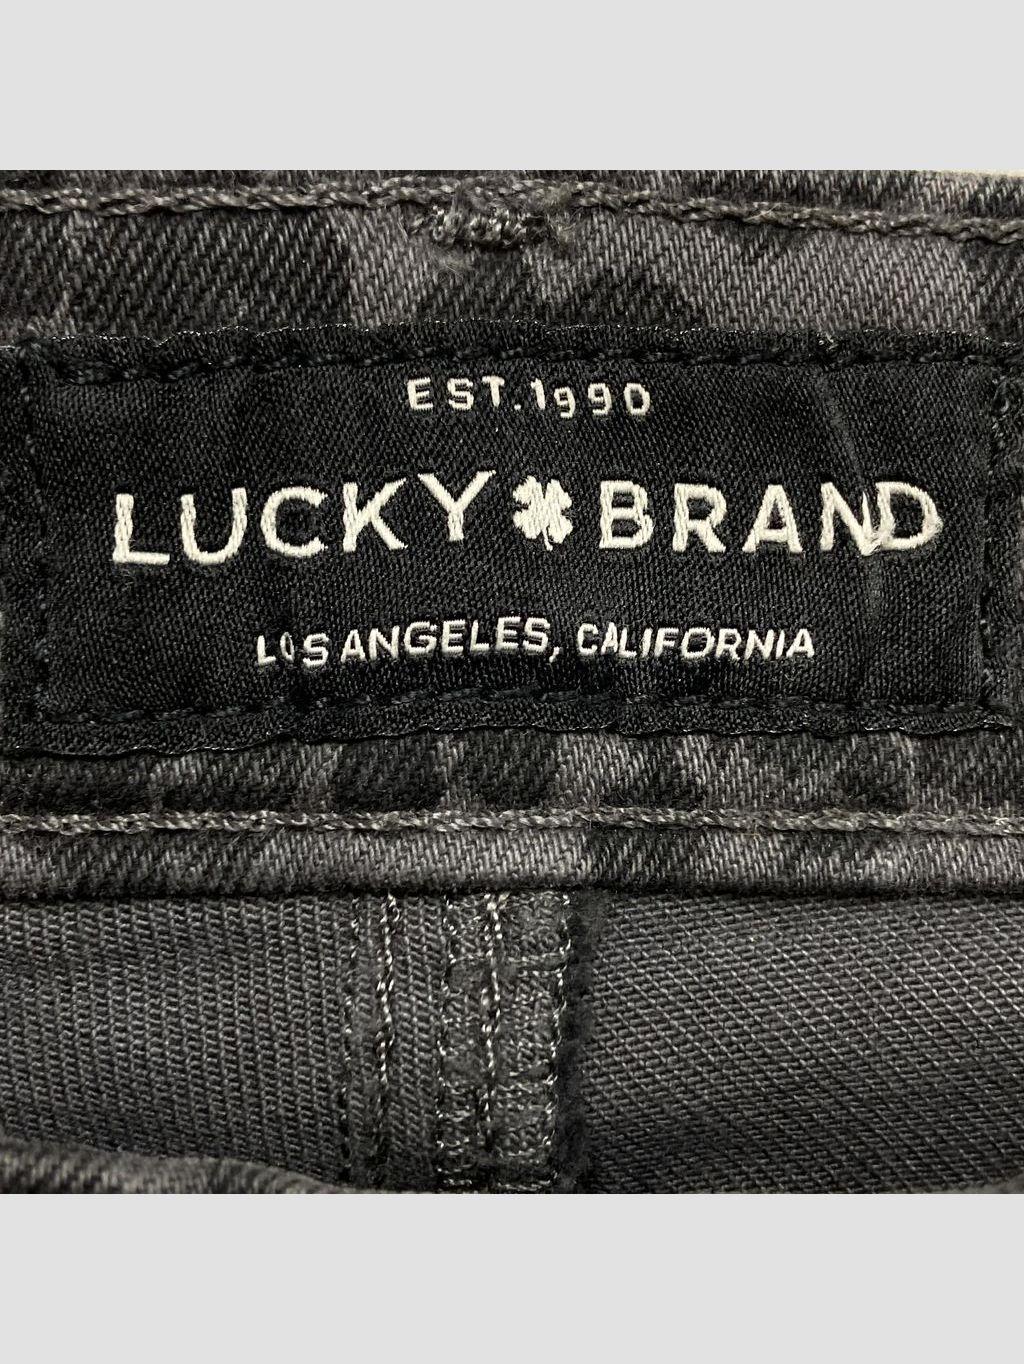 EST.1990
LUCKY BRAND
LOS ANGELES, CALIFORNIA